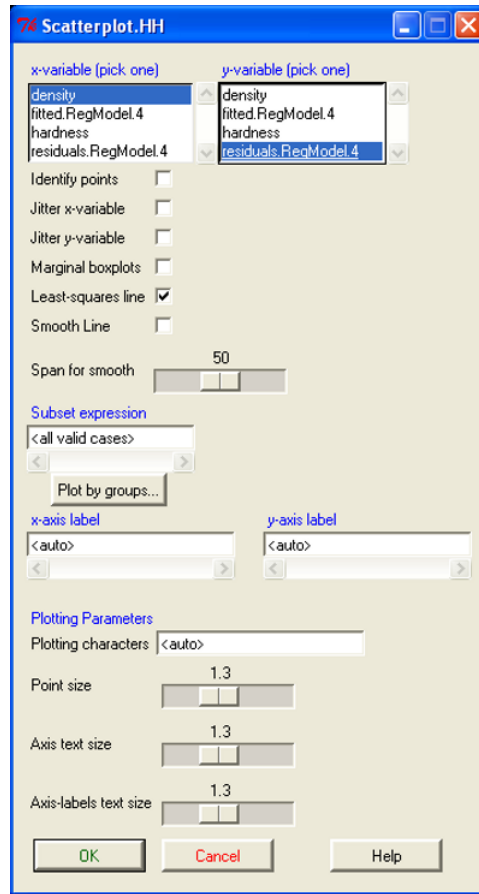 Scatterplot.HH
x-variable (pick one) y-variable (pick one)
density density
fitted.RegModel.4 fitted.RegModel.4
hardness hardness
residuals.RegModel.4 residuals.RegModel.4
Identify points
Jitter x-variable
Jitter y-variable
Marginal boxplots
Least-squares line
Smooth Line
50
Span for smooth
Subset expression
<all valid cases>
Plot by groups...
x-axis label y-axis label
<auto> <auto>
Plotting Parameters
Plotting characters <auto>
1.3
Point size
1.3
Axis text size
1.3
Axis-labels text size
OK Cancel Help